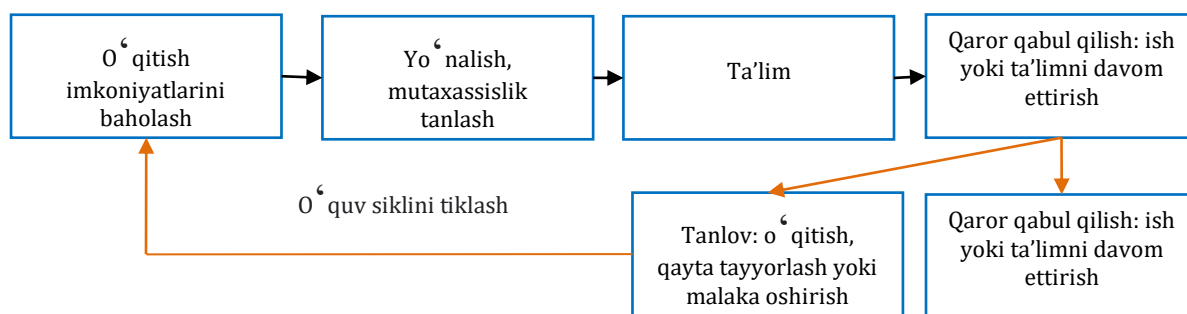 Oʻqitish
imkoniyatlarini
baholash
Yoʻnalish,
mutaxassislik
tanlash
Ta’lim
Qaror qabul qilish: ish
yoki ta’limni davom
ettirish
Oʻquv siklini tiklash
Tanlov: oʻqitish,
qayta tayyorlash yoki
malaka oshirish
Qaror qabul qilish: ish
yoki ta’limni davom
ettirish